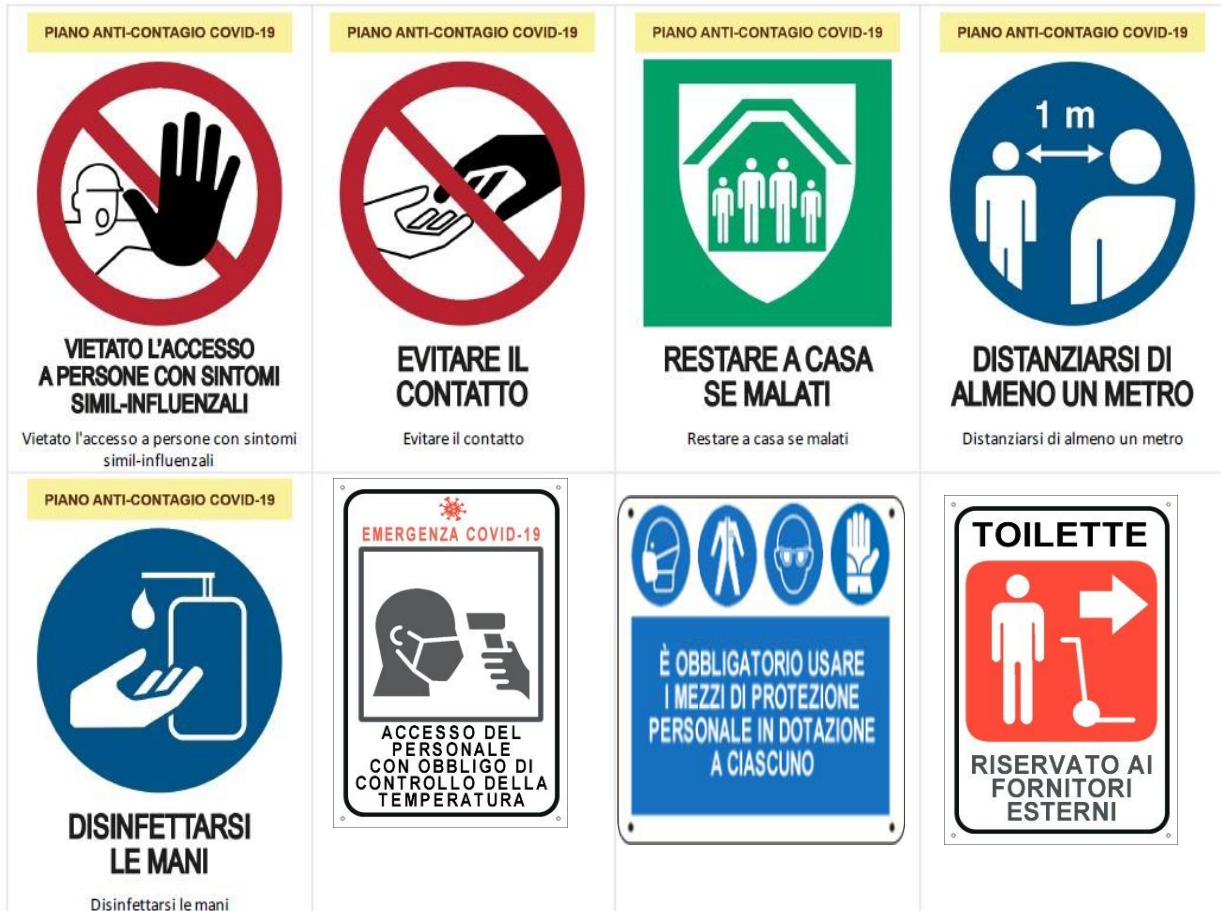 PIANO ANTI-CONTAGIO COVID-19
VIETATO L'ACCESSO
A PERSONE CON SINTOMI
SIMIL-INFLUENZALI
Vietato l'accesso a persone con sintomi
simil-influenzali
PIANO ANTI-CONTAGIO COVID-19
EVITARE IL
CONTATTO
Evitare il contatto
PIANO ANTI-CONTAGIO COVID-19
RESTARE A CASA
SE MALATI
Restare a casa se malati
PIANO ANTI-CONTAGIO COVID-19
1 m
DISTANZIARSI DI
ALMENO UN METRO
Distanziarsi di almeno un metro
PIANO ANTI-CONTAGIO COVID-19
DISINFETTARSI
LE MANI
Disinfettarsi le mani
EMERGENZA COVID-19
ACCESSO DEL
PERSONALE
CON OBBLIGO DI
CONTROLLO DELLA
TEMPERATURA
È OBBLIGATORIO USARE
I MEZZI DI PROTEZIONE
PERSONALE IN DOTAZIONE
A CIASCUNO
TOILETTE
RISERVATO AI
FORNITORI
ESTERNI